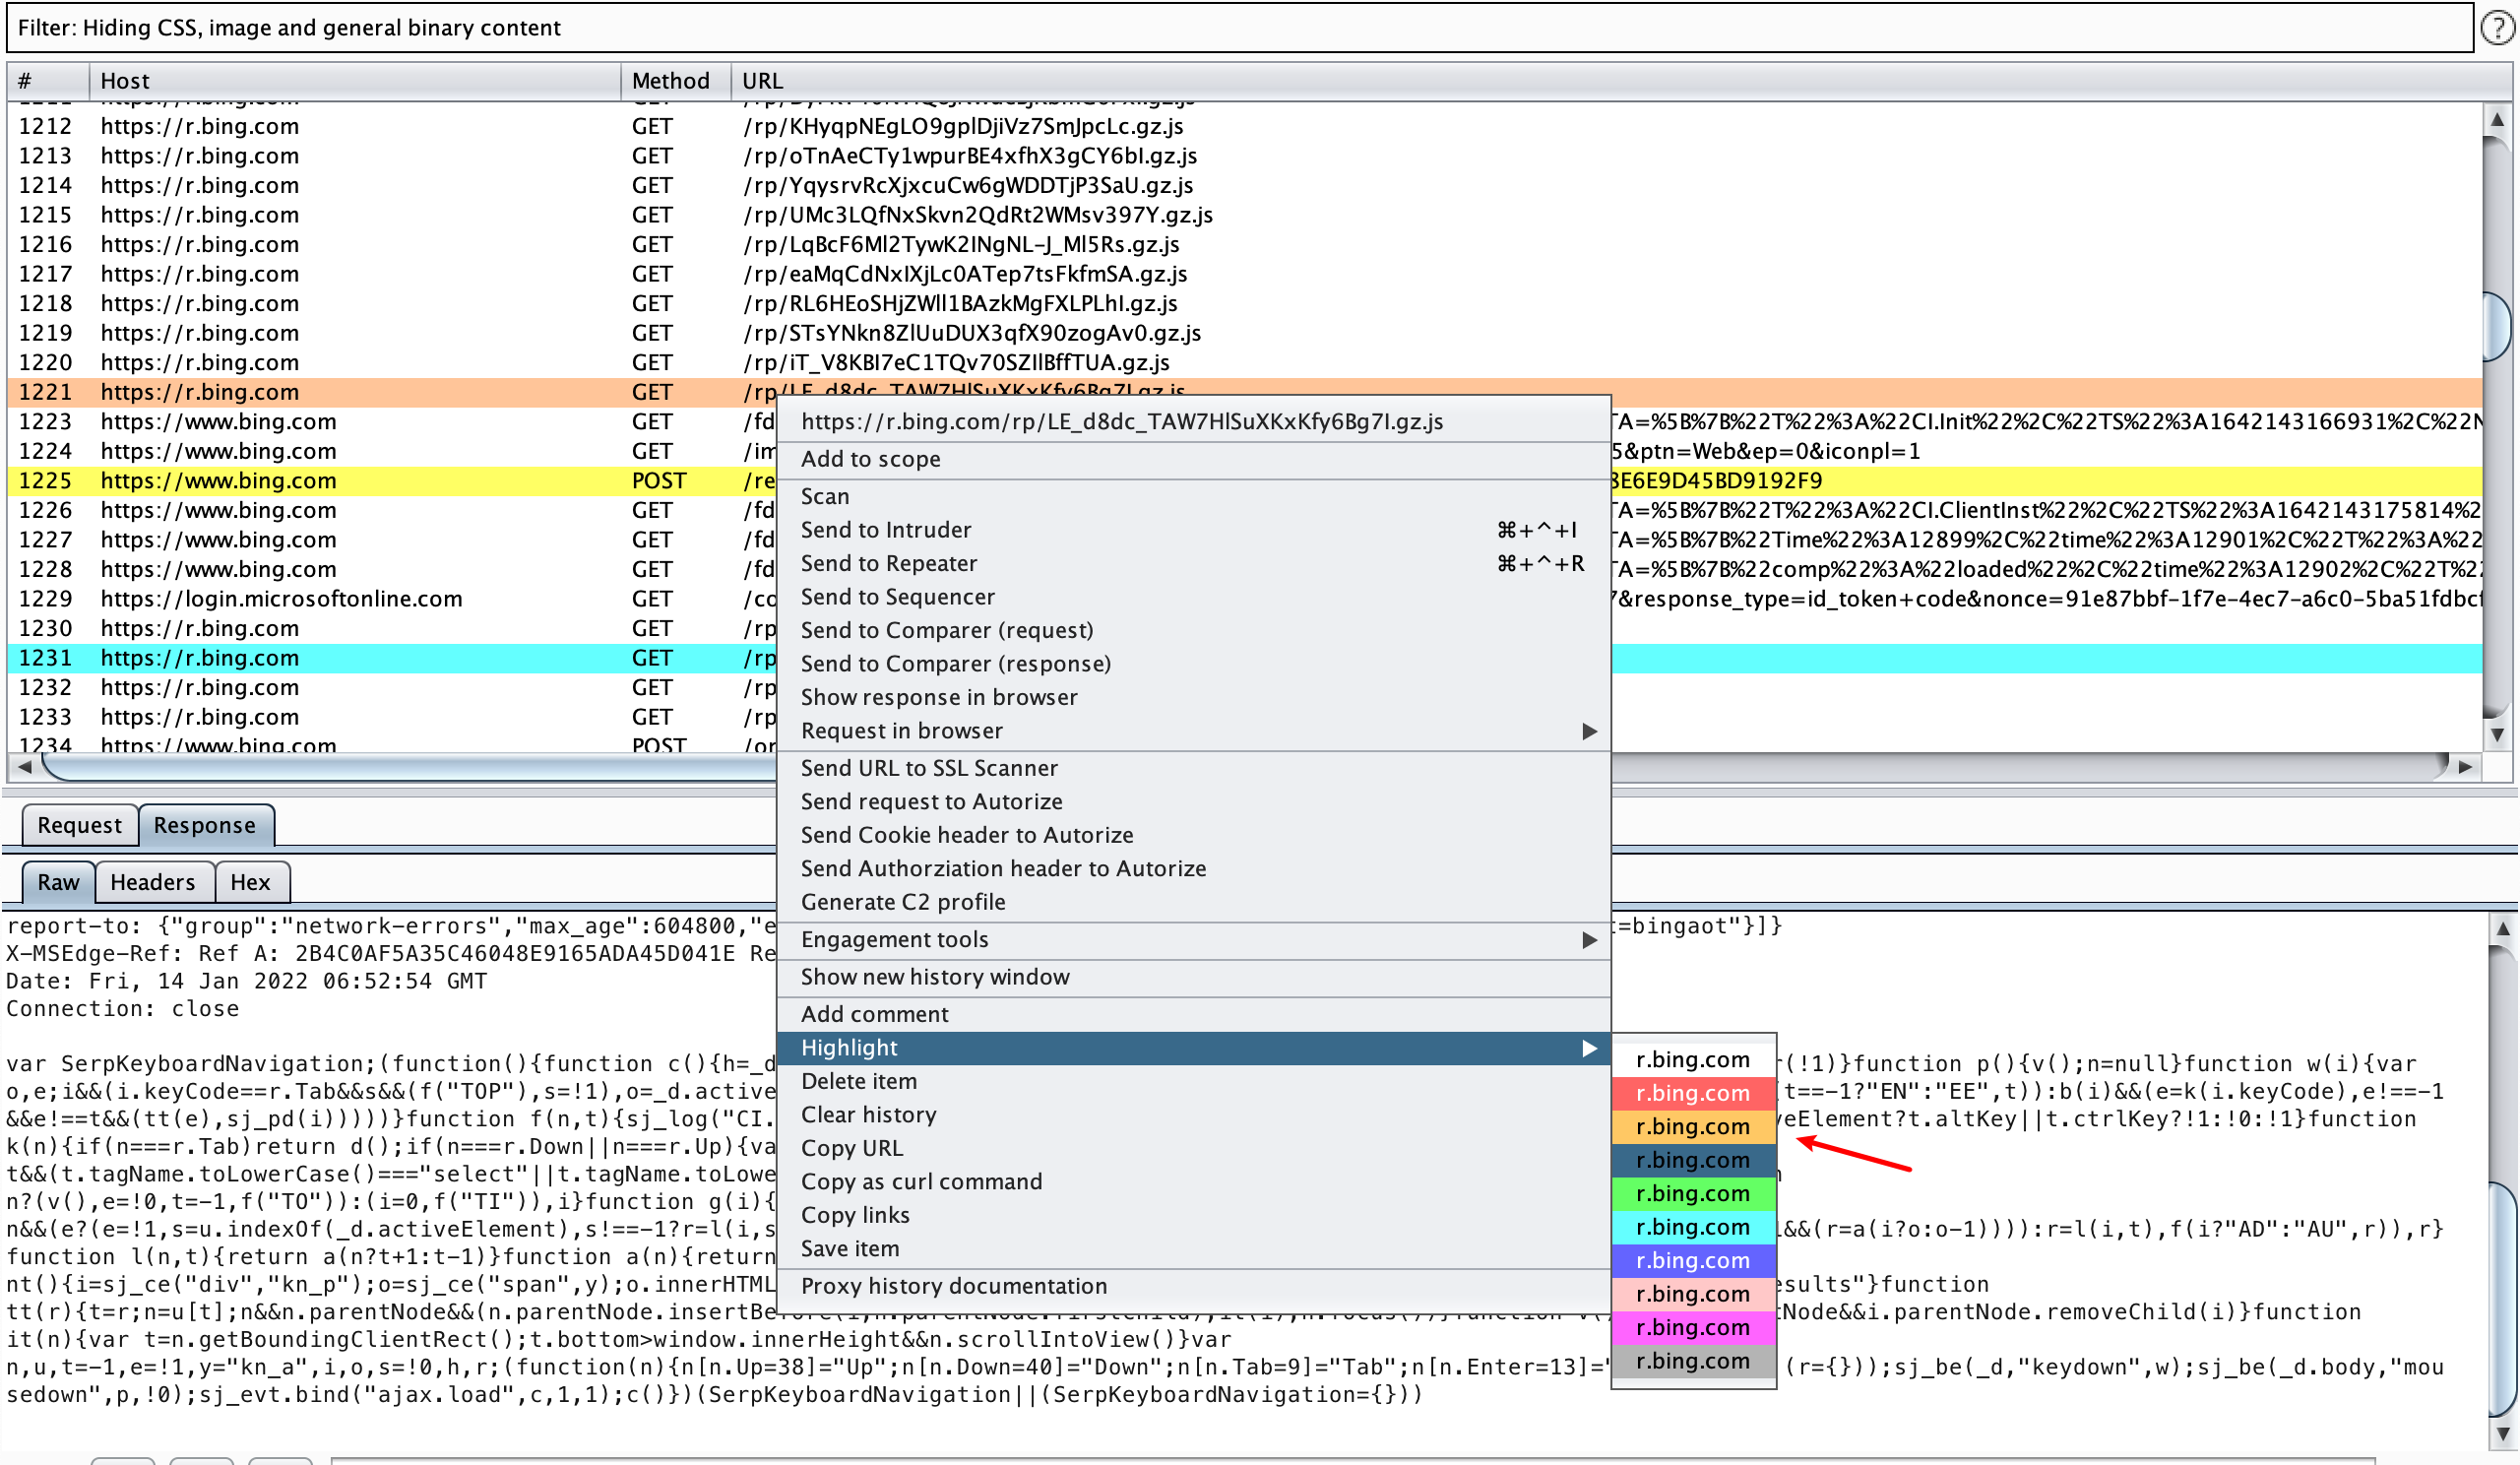 Filter: Hiding CSS, image and general binary content
?
# Host Method URL
1212 https://r.bing.com GET /rp/KHyqpNEgLO9gplDjiVz7SmJpcLc.gz.js
1213 https://r.bing.com GET /rp/oTnAeCTy1wpurBE4xfhX3gCY6bI.gz.js
1214 https://r.bing.com GET /rp/YqysrvRcXjxcuCw6gWDDTjP3SaU.gz.js
1215 https://r.bing.com GET /rp/UMc3LQfNxSkvn2QdRt2WMsv397Y.gz.js
1216 https://r.bing.com GET /rp/LqBcF6Ml2TywK2INgNL-J_Ml5Rs.gz.js
1217 https://r.bing.com GET /rp/eaMqCdNxIXjLc0ATep7tsFkfmSA.gz.js
1218 https://r.bing.com GET /rp/RL6HEoSHjZWll1BAzkMgFXLPLhI.gz.js
1219 https://r.bing.com GET /rp/STsYNkn8ZlUuDUX3qfX90zogAv0.gz.js
1220 https://r.bing.com GET /rp/iT_V8KBI7eC1TQv70SZIlBffTUA.gz.js
1221 https://r.bing.com GET /rp/LE_d8dc_TAW7HlSuXKxKfy6Bg7I.gz.js
1223 https://www.bing.com GET /fd TA=%5B%7B%22T%22%3A%22CI.Init%22%2C%22TS%22%3A1642143166931%2C%22N
1224 https://www.bing.com GET /im 5&ptn=Web&ep=0&iconpl=1
1225 https://www.bing.com POST /re 8E6E9D45BD9192F9
1226 https://www.bing.com GET /fd TA=%5B%7B%22T%22%3A%22CI.ClientInst%22%2C%22TS%22%3A1642143175814%2
1227 https://www.bing.com GET /fd TA=%5B%7B%22Time%22%3A12899%2C%22time%22%3A12901%2C%22T%22%3A%22
1228 https://www.bing.com GET /fd TA=%5B%7B%22comp%22%3A%22loaded%22%2C%22time%22%3A12902%2C%22T%22
1229 https://login.microsoftonline.com GET /co 7&response_type=id_token+code&nonce=91e87bbf-1f7e-4ec7-a6c0-5ba51fdbcf
1230 https://r.bing.com GET /rp
1231 https://r.bing.com GET /rp
1232 https://r.bing.com GET /rp
1233 https://r.bing.com GET /rp
1234 https://www.bing.com POST /or
https://r.bing.com/rp/LE_d8dc_TAW7HlSuXKxKfy6Bg7I.gz.js
Add to scope
Scan
Send to Intruder ⌘+^+I
Send to Repeater ⌘+^+R
Send to Sequencer
Send to Comparer (request)
Send to Comparer (response)
Show response in browser
Request in browser
Send URL to SSL Scanner
Send request to Autorize
Send Cookie header to Autorize
Send Authorziation header to Autorize
Generate C2 profile
Engagement tools
Show new history window
Add comment
Highlight
Delete item
Clear history
Copy URL
Copy as curl command
Copy links
Save item
Proxy history documentation
r.bing.com
r.bing.com
r.bing.com
r.bing.com
r.bing.com
r.bing.com
r.bing.com
r.bing.com
r.bing.com
r.bing.com
Request Response
Raw Headers Hex
report-to: {"group":"network-errors","max_age":604800,"e t=bingaot"}]}
X-MSEdge-Ref: Ref A: 2B4C0AF5A35C46048E9165ADA45D041E Re
Date: Fri, 14 Jan 2022 06:52:54 GMT
Connection: close
var SerpKeyboardNavigation;(function(){function c(){h=_d r(!1)}function p(){v();n=null}function w(i){var
o,e;i&&(i.keyCode==r.Tab&&s&&(f("TOP"),s=!1),o=_d.active (t==-1?"EN":"EE",t)):b(i)&&(e=k(i.keyCode),e!==-1
&&e!==t&&(tt(e),sj_pd(i)))))}function f(n,t){sj_log("CI. veElement?t.altKey||t.ctrlKey?!1:!0:!1}function
k(n){if(n===r.Tab)return d();if(n===r.Down||n===r.Up){va
t&&(t.tagName.toLowerCase()==="select"||t.tagName.toLowe
n?(v(),e=!0,t=-1,f("TO")):(i=0,f("TI")),i}function g(i){
n&&(e?(e=!1,s=u.indexOf(_d.activeElement),s!==-1?r=l(i,s 1&&(r=a(i?o:o-1)))):r=l(i,t),f(i?"AD":"AU",r)),r}
function l(n,t){return a(n?t+1:t-1)}function a(n){return
nt(){i=sj_ce("div","kn_p");o=sj_ce("span",y);o.innerHTML sults"}function
tt(r){t=r;n=u[t];n&&n.parentNode&&(n.parentNode.insertBefore(i,n.parentNode.firstChild),it(i),n.focus())}function v() tNode&&i.parentNode.removeChild(i)}function
it(n){var t=n.getBoundingClientRect();t.bottom>window.innerHeight&&n.scrollIntoView()}var
n,u,t=-1,e=!1,y="kn_a",i,o,s=!0,h,r;(function(n){n[n.Up=38]="Up";n[n.Down=40]="Down";n[n.Tab=9]="Tab";n[n.Enter=13]=" (r={}));sj_be(_d,"keydown",w);sj_be(_d.body,"mou
sedown",p,!0);sj_evt.bind("ajax.load",c,1,1);c()})(SerpKeyboardNavigation||(SerpKeyboardNavigation={}))